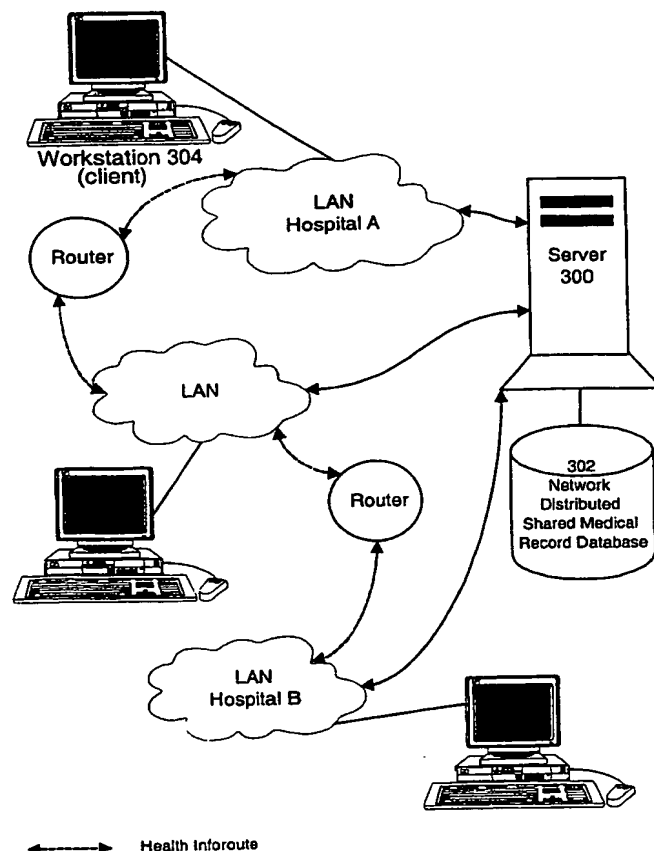 Workstation 304
(client)
LAN
Hospital A
Router
Server
300
LAN
Router
302
Network
Distributed
Shared Medical
Record Database
LAN
Hospital B
Health Inforoute